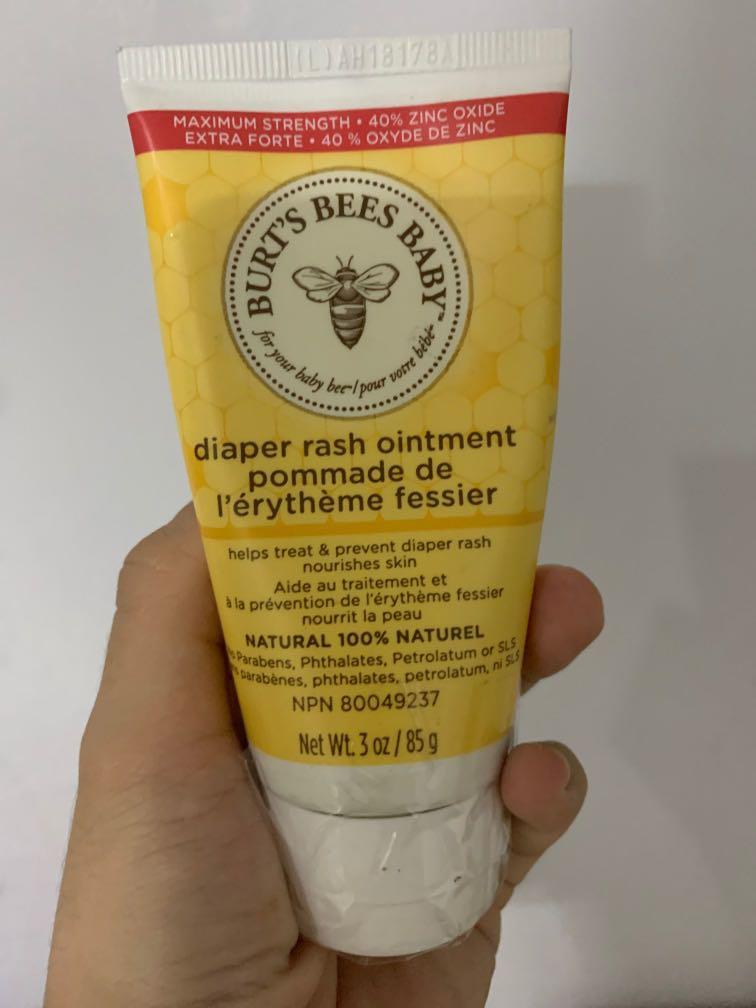 (L)AH18178A
MAXIMUM STRENGTH • 40% ZINC OXIDE
EXTRA FORTE • 40 % OXYDE DE ZINC
BURT'S BEES BABY™
for your baby bee / pour votre bébé
diaper rash ointment
pommade de
l'érythème fessier
helps treat & prevent diaper rash
nourishes skin
Aide au traitement et
à la prévention de l'érythème fessier
nourrit la peau
NATURAL 100% NATUREL
Parabens, Phthalates, Petrolatum or SLS
parabènes, phthalates, petrolatum, ni SLS
NPN 80049237
Net Wt. 3 oz / 85 g